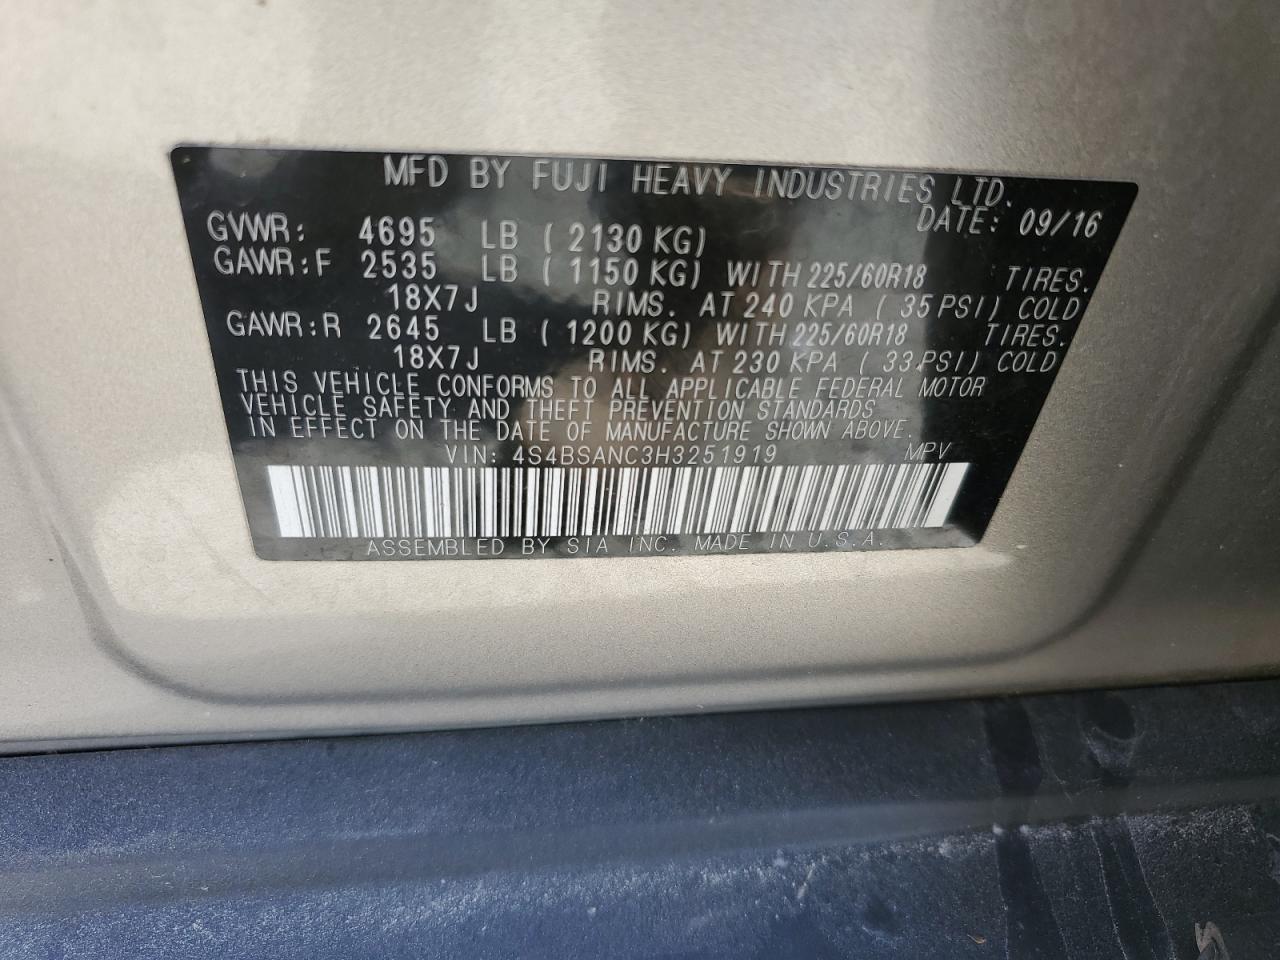 MFD BY FUJI HEAVY INDUSTRIES LTD.
DATE: 09/16
GVWR: 4695 LB ( 2130 KG)
GAWR:F 2535 LB ( 1150 KG) WITH 225/60R18 TIRES.
18X7J RIMS. AT 240 KPA ( 35 PSI) COLD
GAWR:R 2645 LB ( 1200 KG) WITH 225/60R18 TIRES.
18X7J RIMS. AT 230 KPA ( 33 PSI) COLD
THIS VEHICLE CONFORMS TO ALL APPLICABLE FEDERAL MOTOR
VEHICLE SAFETY AND THEFT PREVENTION STANDARDS
IN EFFECT ON THE DATE OF MANUFACTURE SHOWN ABOVE.
VIN: 4S4BSANC3H3251919 MPV
ASSEMBLED BY SIA INC. MADE IN U.S.A.